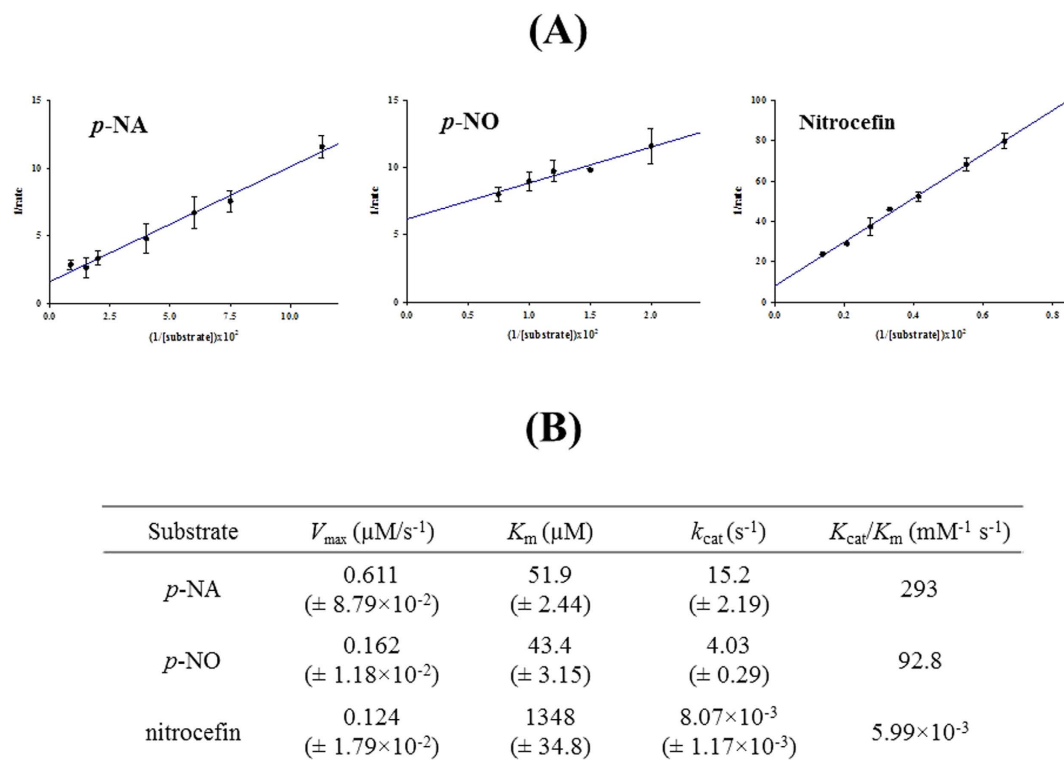 (A)
p-NA
15
10
5
0
1/rate
0.0 2.5 5.0 7.5 10.0
(1/[substrate])x10²
p-NO
15
10
5
0
1/rate
0.0 0.5 1.0 1.5 2.0
(1/[substrate])x10²
Nitrocefin
100
80
60
40
20
0
1/rate
0.0 0.2 0.4 0.6 0.8
(1/[substrate])x10²
(B)
Substrate Vmax (μM/s⁻¹) Km (μM) kcat (s⁻¹) Kcat/Km (mM⁻¹ s⁻¹)
p-NA 0.611 51.9 15.2 293
(± 8.79×10⁻²) (± 2.44) (± 2.19)
p-NO 0.162 43.4 4.03 92.8
(± 1.18×10⁻²) (± 3.15) (± 0.29)
nitrocefin 0.124 1348 8.07×10⁻³ 5.99×10⁻³
(± 1.79×10⁻²) (± 34.8) (± 1.17×10⁻³)